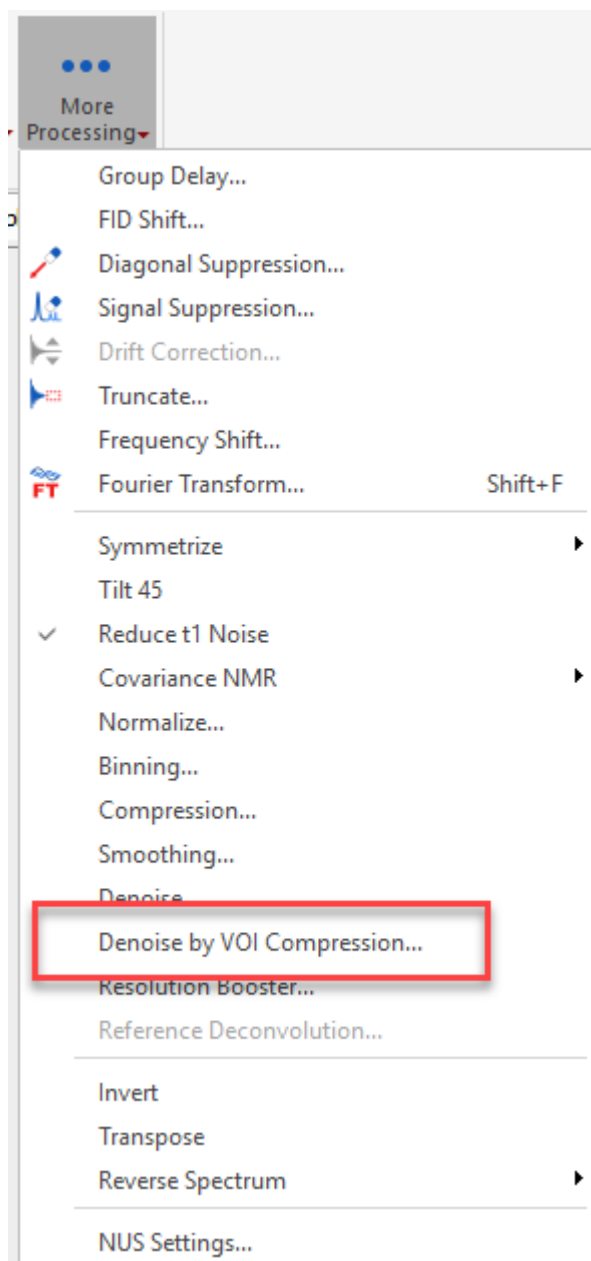 More
Processing
Group Delay...
FID Shift...
Diagonal Suppression...
Signal Suppression...
Drift Correction...
Truncate...
Frequency Shift...
FT
Fourier Transform... Shift+F
Symmetrize
Tilt 45
Reduce t1 Noise
Covariance NMR
Normalize...
Binning...
Compression...
Smoothing...
Denoise
Denoise by VOI Compression...
Resolution Booster...
Reference Deconvolution...
Invert
Transpose
Reverse Spectrum
NUS Settings...